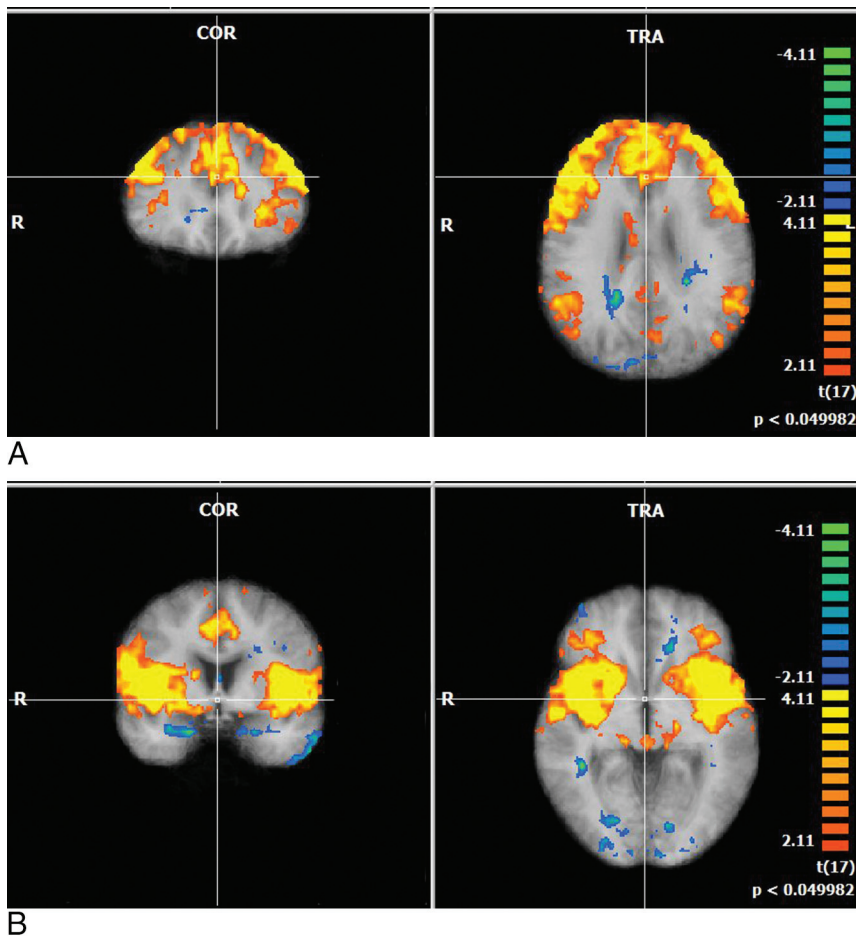 COR
TRA
-4.11
R
R
-2.11
4.11
L
2.11
t(17)
p < 0.049982
A
COR
TRA
-4.11
-2.11
R
R
4.11
2.11
t(17)
p < 0.049982
B